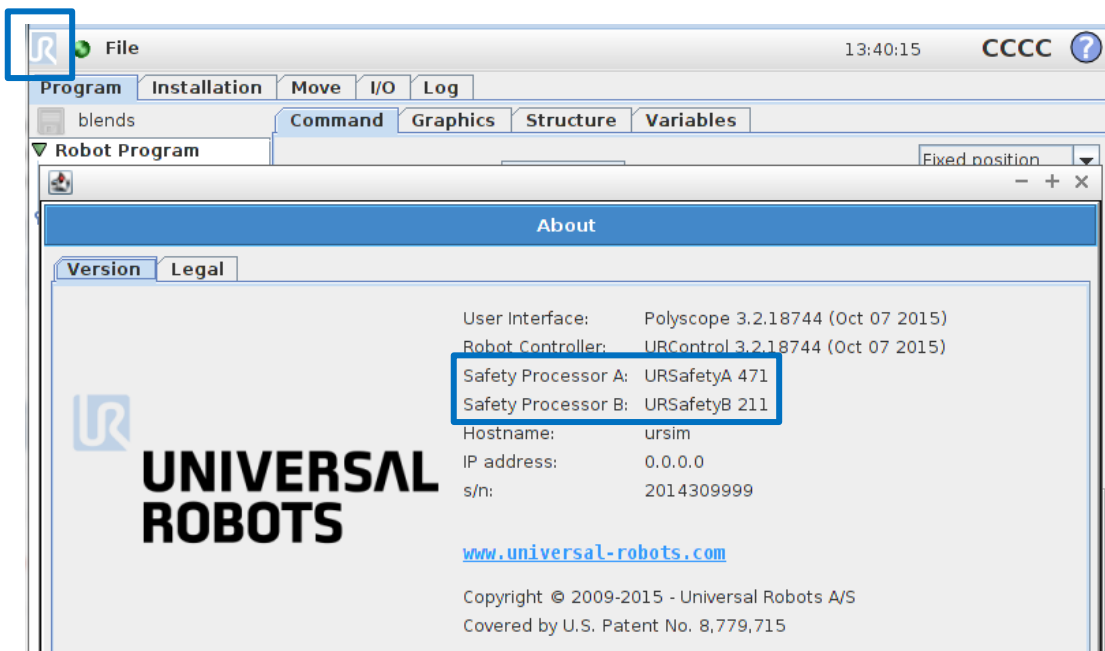 UR File 13:40:15 CCCC ?
Program Installation Move I/O Log
blends Command Graphics Structure Variables
Robot Program
Fixed position
About
Version Legal
User Interface: Polyscope 3.2.18744 (Oct 07 2015)
Robot Controller: URControl 3.2.18744 (Oct 07 2015)
Safety Processor A: URSafetyA 471
Safety Processor B: URSafetyB 211
Hostname: ursim
IP address: 0.0.0.0
s/n: 2014309999
UR
UNIVERSAL
ROBOTS
www.universal-robots.com
Copyright © 2009-2015 - Universal Robots A/S
Covered by U.S. Patent No. 8,779,715